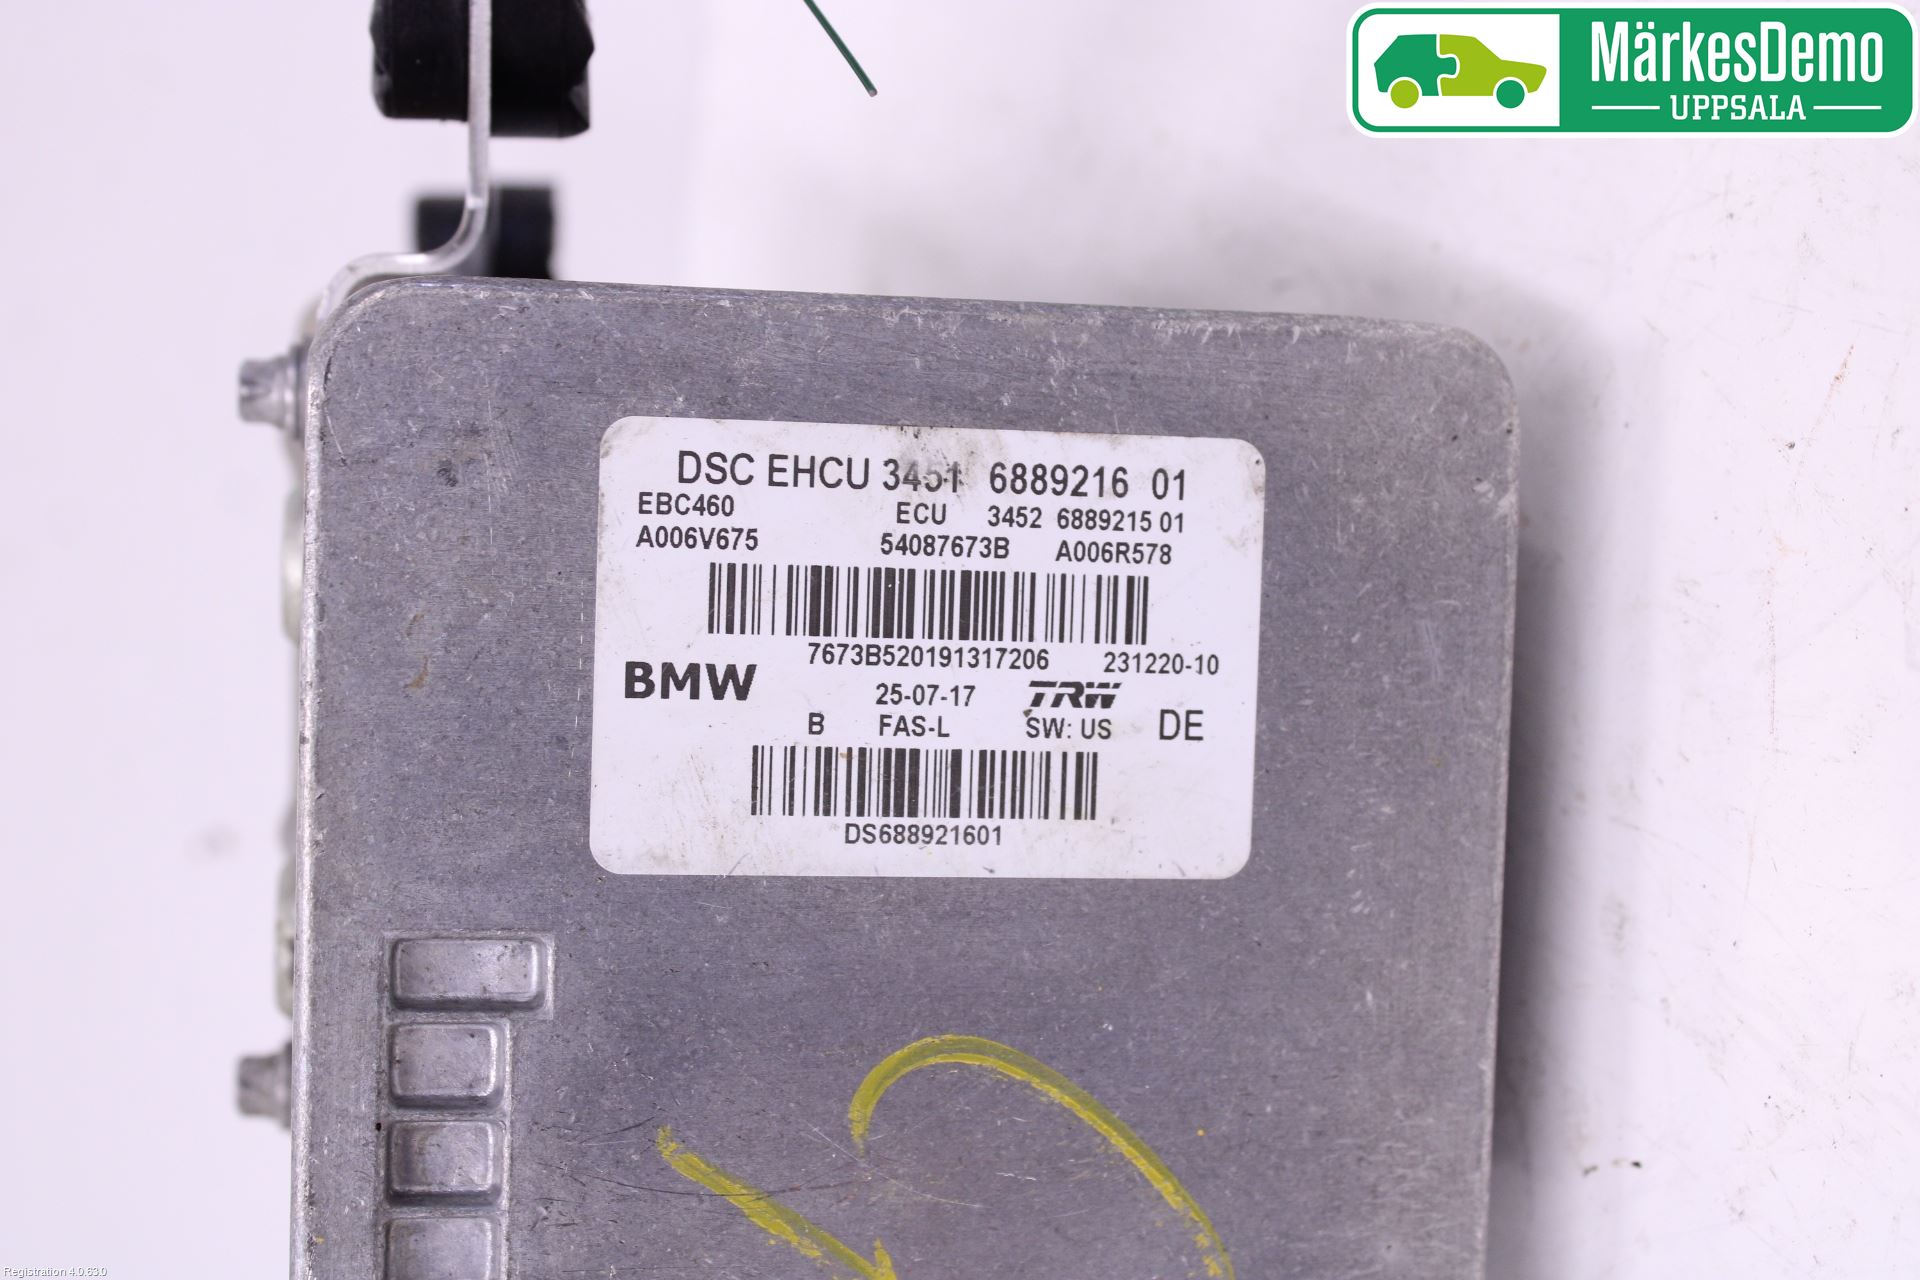 MärkesDemo
UPPSALA
DSC EHCU 3451 6889216 01
EBC460 ECU 3452 6889215 01
A006V675 54087673B A006R578
7673B520191317206 231220-10
BMW 25-07-17 TRW
B FAS-L SW: US DE
DS688921601
Registration 4.0.63.0